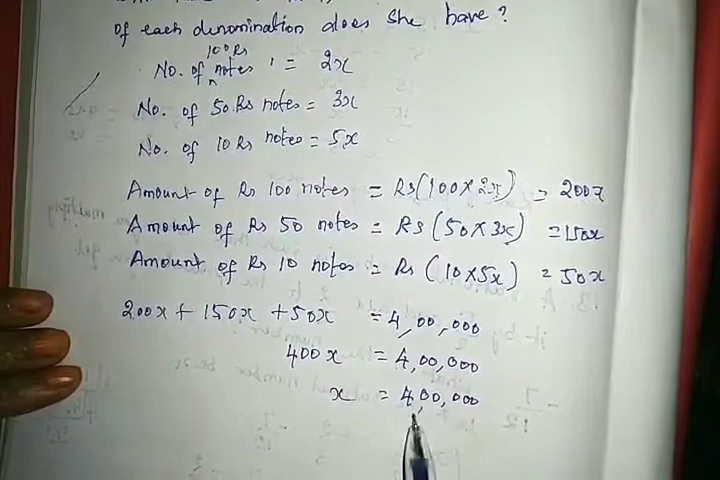 of each denomination does she have?
100 Rs
No. of notes = 2x
No. of 50 Rs notes = 3x
No. of 10 Rs notes = 5x
Amount of Rs 100 notes = Rs(100×2x) = 200x
Amount of Rs 50 notes = Rs (50×3x) = 150x
Amount of Rs 10 notes = Rs (10×5x) = 50x
200x + 150x + 50x = 4,00,000
400x = 4,00,000
x = 4,00,000